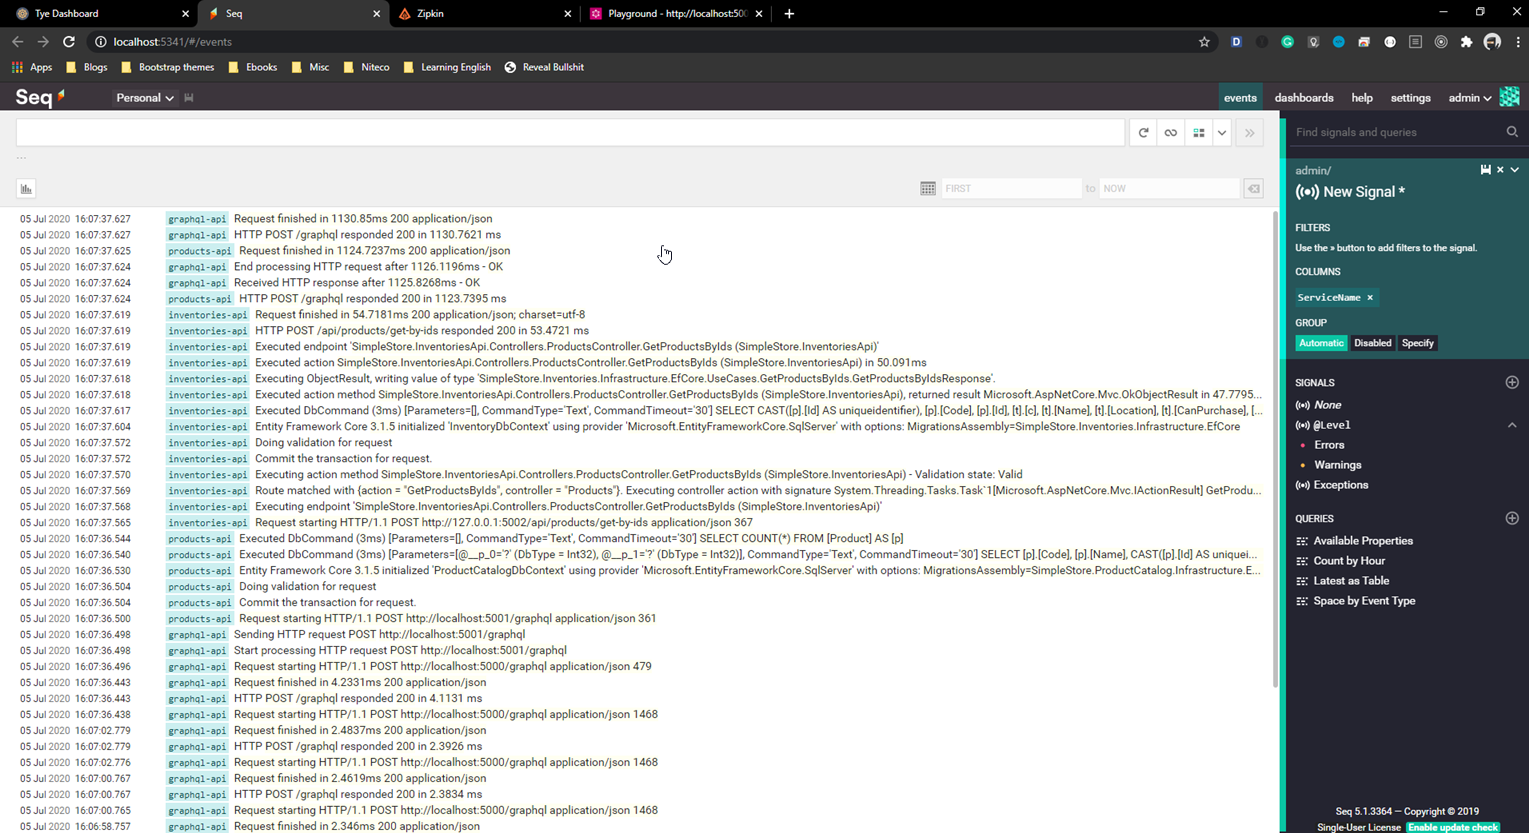 Tye Dashboard
Seq
Zipkin
Playground - http://localhost:500
localhost:5341/#/events
Apps Blogs Bootstrap themes Ebooks Misc Niteco Learning English Reveal Bullshit
Seq Personal events dashboards help settings admin
Find signals and queries
...
FIRST to NOW
05 Jul 2020 16:07:37.627 graphql-api Request finished in 1130.85ms 200 application/json
05 Jul 2020 16:07:37.627 graphql-api HTTP POST /graphql responded 200 in 1130.7621 ms
05 Jul 2020 16:07:37.625 products-api Request finished in 1124.7237ms 200 application/json
05 Jul 2020 16:07:37.624 graphql-api End processing HTTP request after 1126.1196ms - OK
05 Jul 2020 16:07:37.624 graphql-api Received HTTP response after 1125.8268ms - OK
05 Jul 2020 16:07:37.624 products-api HTTP POST /graphql responded 200 in 1123.7395 ms
05 Jul 2020 16:07:37.619 inventories-api Request finished in 54.7181ms 200 application/json; charset=utf-8
05 Jul 2020 16:07:37.619 inventories-api HTTP POST /api/products/get-by-ids responded 200 in 53.4721 ms
05 Jul 2020 16:07:37.619 inventories-api Executed endpoint 'SimpleStore.InventoriesApi.Controllers.ProductsController.GetProductsByIds (SimpleStore.InventoriesApi)'
05 Jul 2020 16:07:37.619 inventories-api Executed action SimpleStore.InventoriesApi.Controllers.ProductsController.GetProductsByIds (SimpleStore.InventoriesApi) in 50.091ms
05 Jul 2020 16:07:37.618 inventories-api Executing ObjectResult, writing value of type 'SimpleStore.Inventories.Infrastructure.EfCore.UseCases.GetProductsByIds.GetProductsByIdsResponse'.
05 Jul 2020 16:07:37.618 inventories-api Executed action method SimpleStore.InventoriesApi.Controllers.ProductsController.GetProductsByIds (SimpleStore.InventoriesApi), returned result Microsoft.AspNetCore.Mvc.OkObjectResult in 47.7795...
05 Jul 2020 16:07:37.617 inventories-api Executed DbCommand (3ms) [Parameters=[], CommandType='Text', CommandTimeout='30'] SELECT CAST([p].[Id] AS uniqueidentifier), [p].[Code], [p].[Id], [t].[c], [t].[Name], [t].[Location], [t].[CanPurchase], [...
05 Jul 2020 16:07:37.604 inventories-api Entity Framework Core 3.1.5 initialized 'InventoryDbContext' using provider 'Microsoft.EntityFrameworkCore.SqlServer' with options: MigrationsAssembly=SimpleStore.Inventories.Infrastructure.EfCore
05 Jul 2020 16:07:37.572 inventories-api Doing validation for request
05 Jul 2020 16:07:37.572 inventories-api Commit the transaction for request.
05 Jul 2020 16:07:37.570 inventories-api Executing action method SimpleStore.InventoriesApi.Controllers.ProductsController.GetProductsByIds (SimpleStore.InventoriesApi) - Validation state: Valid
05 Jul 2020 16:07:37.569 inventories-api Route matched with {action = "GetProductsByIds", controller = "Products"}. Executing controller action with signature System.Threading.Tasks.Task`1[Microsoft.AspNetCore.Mvc.IActionResult] GetProdu...
05 Jul 2020 16:07:37.568 inventories-api Executing endpoint 'SimpleStore.InventoriesApi.Controllers.ProductsController.GetProductsByIds (SimpleStore.InventoriesApi)'
05 Jul 2020 16:07:37.565 inventories-api Request starting HTTP/1.1 POST http://127.0.0.1:5002/api/products/get-by-ids application/json 367
05 Jul 2020 16:07:36.544 products-api Executed DbCommand (3ms) [Parameters=[], CommandType='Text', CommandTimeout='30'] SELECT COUNT(*) FROM [Product] AS [p]
05 Jul 2020 16:07:36.540 products-api Executed DbCommand (3ms) [Parameters=[@__p_0='?' (DbType = Int32), @__p_1='?' (DbType = Int32)], CommandType='Text', CommandTimeout='30'] SELECT [p].[Code], [p].[Name], CAST([p].[Id] AS uniquei...
05 Jul 2020 16:07:36.530 products-api Entity Framework Core 3.1.5 initialized 'ProductCatalogDbContext' using provider 'Microsoft.EntityFrameworkCore.SqlServer' with options: MigrationsAssembly=SimpleStore.ProductCatalog.Infrastructure.E...
05 Jul 2020 16:07:36.504 products-api Doing validation for request
05 Jul 2020 16:07:36.504 products-api Commit the transaction for request.
05 Jul 2020 16:07:36.500 products-api Request starting HTTP/1.1 POST http://localhost:5001/graphql application/json 361
05 Jul 2020 16:07:36.498 graphql-api Sending HTTP request POST http://localhost:5001/graphql
05 Jul 2020 16:07:36.498 graphql-api Start processing HTTP request POST http://localhost:5001/graphql
05 Jul 2020 16:07:36.496 graphql-api Request starting HTTP/1.1 POST http://localhost:5000/graphql application/json 479
05 Jul 2020 16:07:36.443 graphql-api Request finished in 4.2331ms 200 application/json
05 Jul 2020 16:07:36.443 graphql-api HTTP POST /graphql responded 200 in 4.1131 ms
05 Jul 2020 16:07:36.438 graphql-api Request starting HTTP/1.1 POST http://localhost:5000/graphql application/json 1468
05 Jul 2020 16:07:02.779 graphql-api Request finished in 2.4837ms 200 application/json
05 Jul 2020 16:07:02.779 graphql-api HTTP POST /graphql responded 200 in 2.3926 ms
05 Jul 2020 16:07:02.776 graphql-api Request starting HTTP/1.1 POST http://localhost:5000/graphql application/json 1468
05 Jul 2020 16:07:00.767 graphql-api Request finished in 2.4619ms 200 application/json
05 Jul 2020 16:07:00.767 graphql-api HTTP POST /graphql responded 200 in 2.3834 ms
05 Jul 2020 16:07:00.765 graphql-api Request starting HTTP/1.1 POST http://localhost:5000/graphql application/json 1468
05 Jul 2020 16:06:58.757 graphql-api Request finished in 2.346ms 200 application/json
admin/
New Signal *
FILTERS
Use the » button to add filters to the signal.
COLUMNS
ServiceName ×
GROUP
Automatic Disabled Specify
SIGNALS
None
@Level
Errors
Warnings
Exceptions
QUERIES
Available Properties
Count by Hour
Latest as Table
Space by Event Type
Seq 5.1.3364 — Copyright © 2019
Single-User License Enable update check